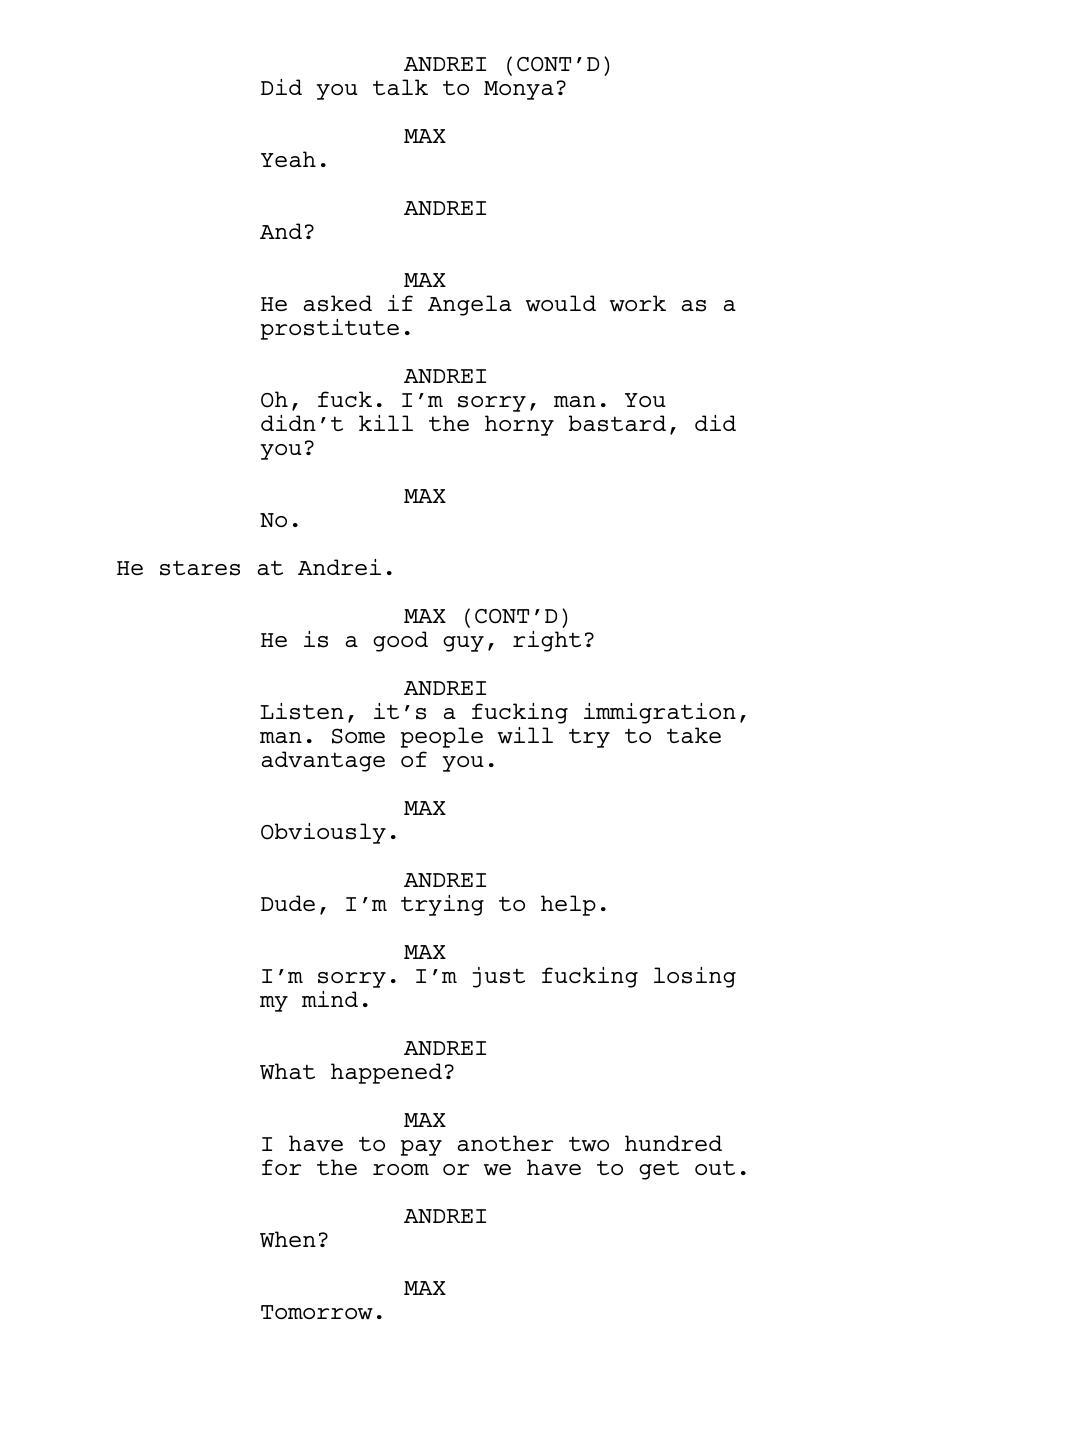 ANDREI (CONT’D)
Did you talk to Monya?
MAX
Yeah.
ANDREI
And?
MAX
He asked if Angela would work as a
prostitute.
ANDREI
Oh, fuck. I’m sorry, man. You
didn’t kill the horny bastard, did
you?
MAX
No.
He stares at Andrei.
MAX (CONT’D)
He is a good guy, right?
ANDREI
Listen, it’s a fucking immigration,
man. Some people will try to take
advantage of you.
MAX
Obviously.
ANDREI
Dude, I’m trying to help.
MAX
I’m sorry. I’m just fucking losing
my mind.
ANDREI
What happened?
MAX
I have to pay another two hundred
for the room or we have to get out.
ANDREI
When?
MAX
Tomorrow.